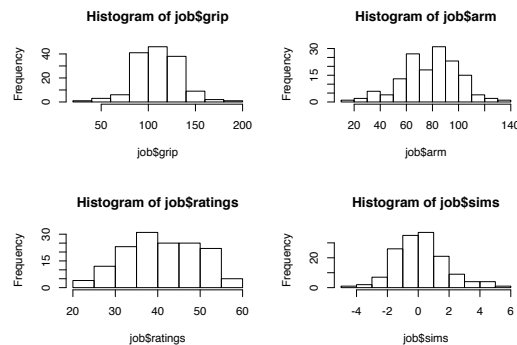 Histogram of job$grip
Frequency
0
20
40
50
100
150
200
job$grip
Histogram of job$arm
Frequency
0
15
30
20
40
60
80
100
140
job$arm
Histogram of job$ratings
Frequency
0
15
30
20
30
40
50
60
job$ratings
Histogram of job$sims
Frequency
0
20
-4
-2
0
2
4
6
job$sims